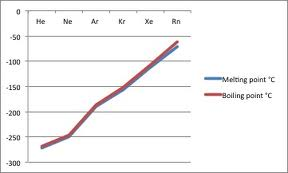 He Ne Ar Kr Xe Rn
0
-50
-100
-150
-200
-250
-300
Melting point °C
Boiling point °C